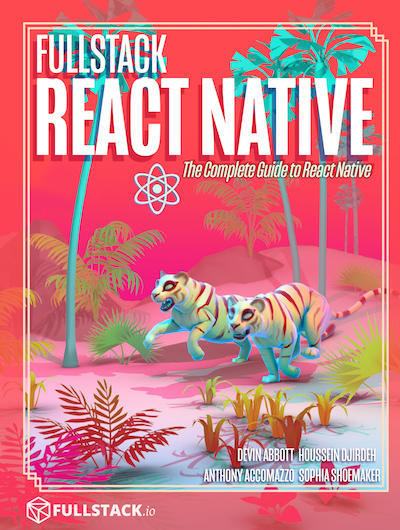 FULLSTACK
REACT NATIVE
The Complete Guide to React Native
DEVIN ABBOTT HOUSSEIN DJIRDEH
ANTHONY ACCOMAZZO SOPHIA SHOEMAKER
FULLSTACK.io